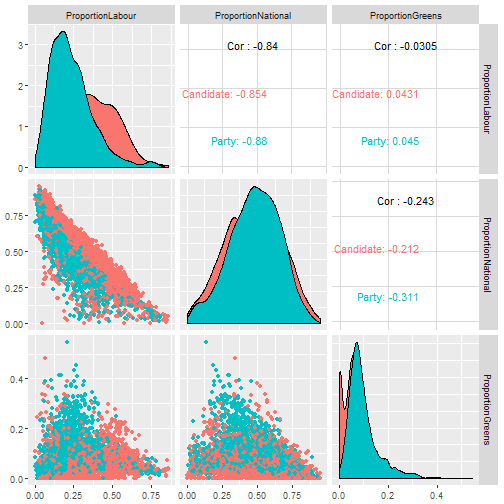 ProportionLabour
ProportionNational
ProportionGreens
3
2
1
0
Cor : -0.84
Candidate: -0.854
Party: -0.88
Cor : -0.0305
Candidate: 0.0431
Party: 0.045
ProportionLabour
0.75
0.50
0.25
0.00
Cor : -0.243
Candidate: -0.212
Party: -0.311
ProportionNational
0.4
0.2
0.0
ProportionGreens
0.00 0.25 0.50 0.75
0.00 0.25 0.50 0.75
0.0 0.2 0.4